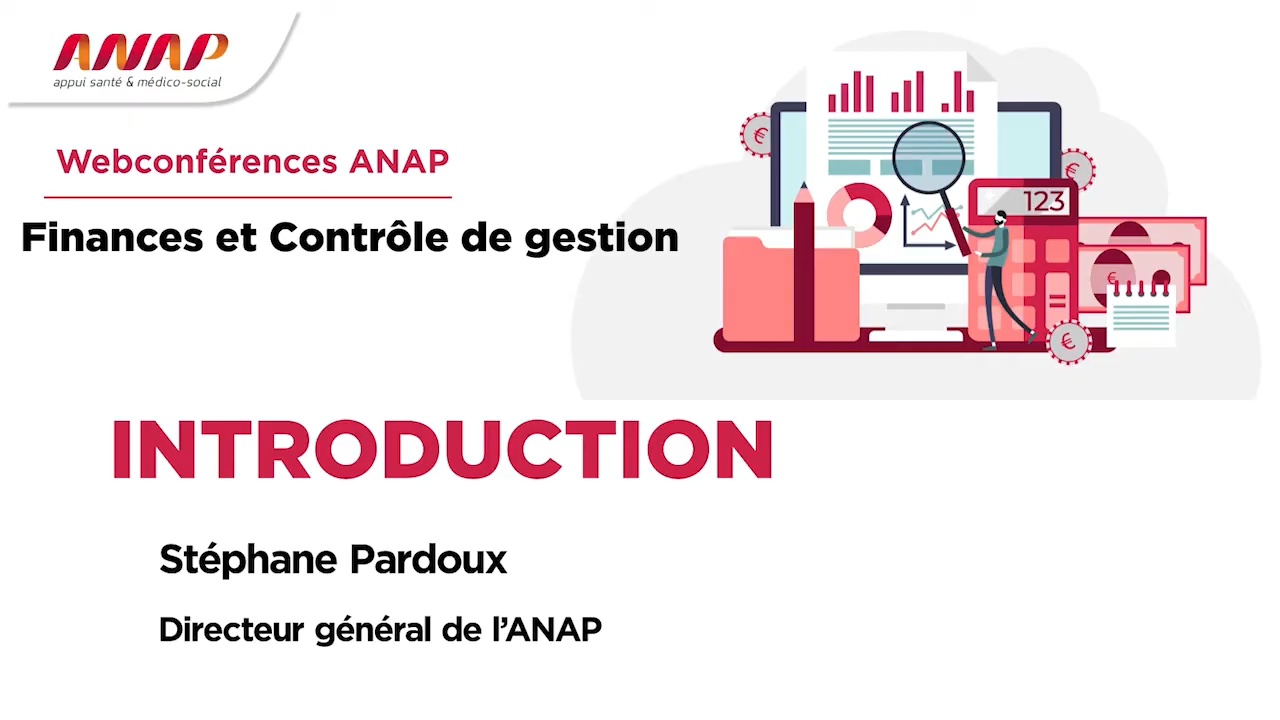 ANAP
appui santé & médico-social
Webconférences ANAP
Finances et Contrôle de gestion
123
INTRODUCTION
Stéphane Pardoux
Directeur général de l'ANAP